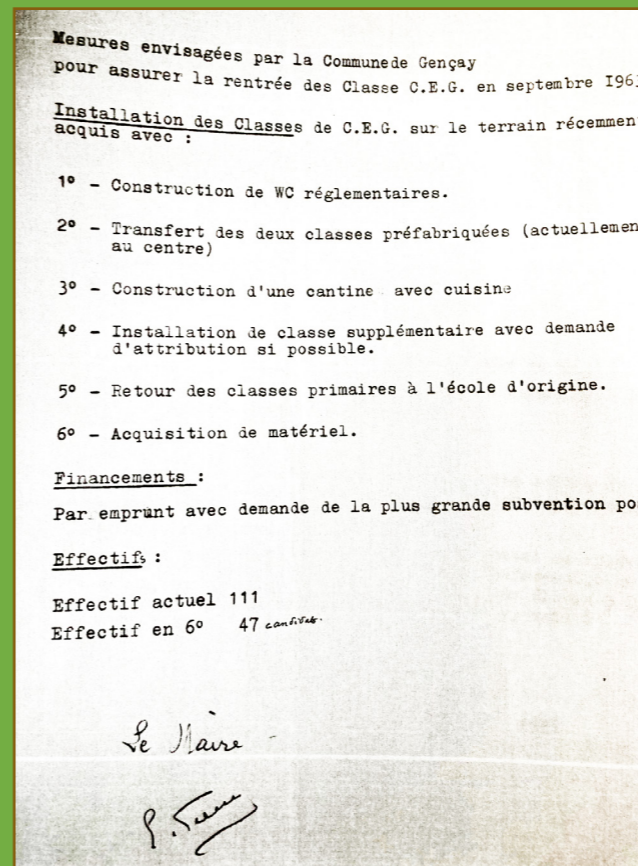 Mesures envisagées par la Communede Gençay
pour assurer la rentrée des Classe C.E.G. en septembre I963
Installation des Classes de C.E.G. sur le terrain récemmen
acquis avec :
1° - Construction de WC réglementaires.
2° - Transfert des deux classes préfabriquées (actuellemen
au centre)
3° - Construction d'une cantine avec cuisine
4° - Installation de classe supplémentaire avec demande
d'attribution si possible.
5° - Retour des classes primaires à l'école d'origine.
6° - Acquisition de matériel.
Financements :
Par emprunt avec demande de la plus grande subvention po
Effectifs :
Effectif actuel 111
Effectif en 6° 47
Le Maire